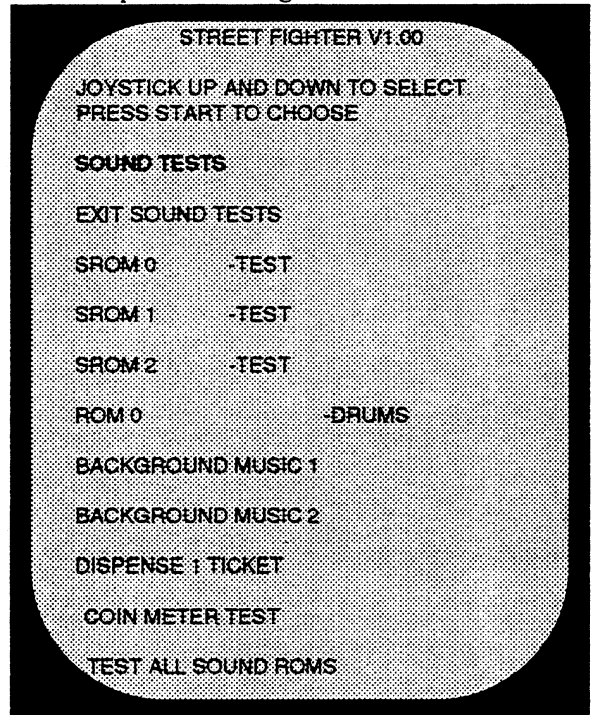 STREET FIGHTER V1.00
JOYSTICK UP AND DOWN TO SELECT.
PRESS START TO CHOOSE
SOUND TESTS
EXIT SOUND TESTS
SROM 0 -TEST
SROM 1 -TEST
SROM 2 -TEST
ROM 0 -DRUMS
BACKGROUND MUSIC 1
BACKGROUND MUSIC 2
DISPENSE 1 TICKET
COIN METER TEST
TEST ALL SOUND ROMS